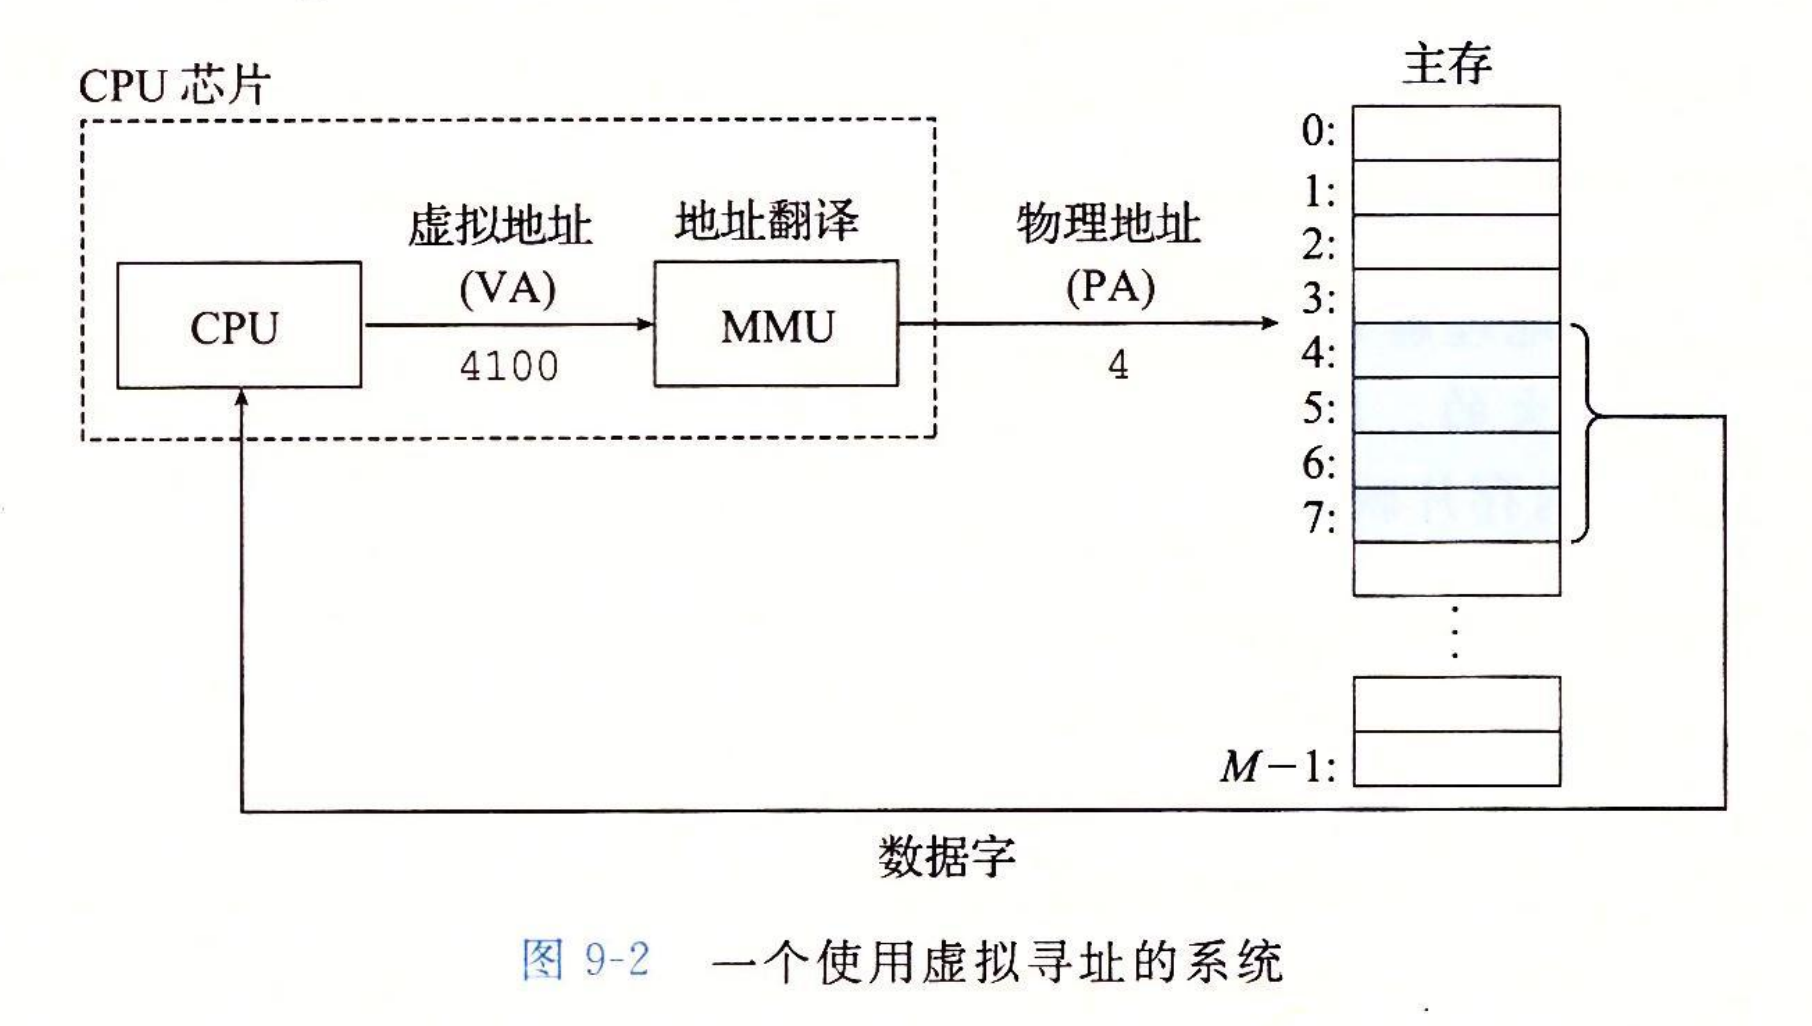 CPU 芯片
虚拟地址
(VA)
4100
地址翻译
CPU
MMU
物理地址
(PA)
4
主存
0:
1:
2:
3:
4:
5:
6:
7:
M-1:
数据字
图 9-2 一个使用虚拟寻址的系统